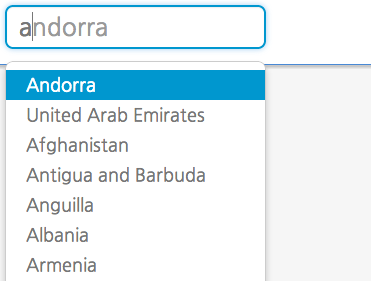 andorra
Andorra
United Arab Emirates
Afghanistan
Antigua and Barbuda
Anguilla
Albania
Armenia